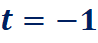 t = −1